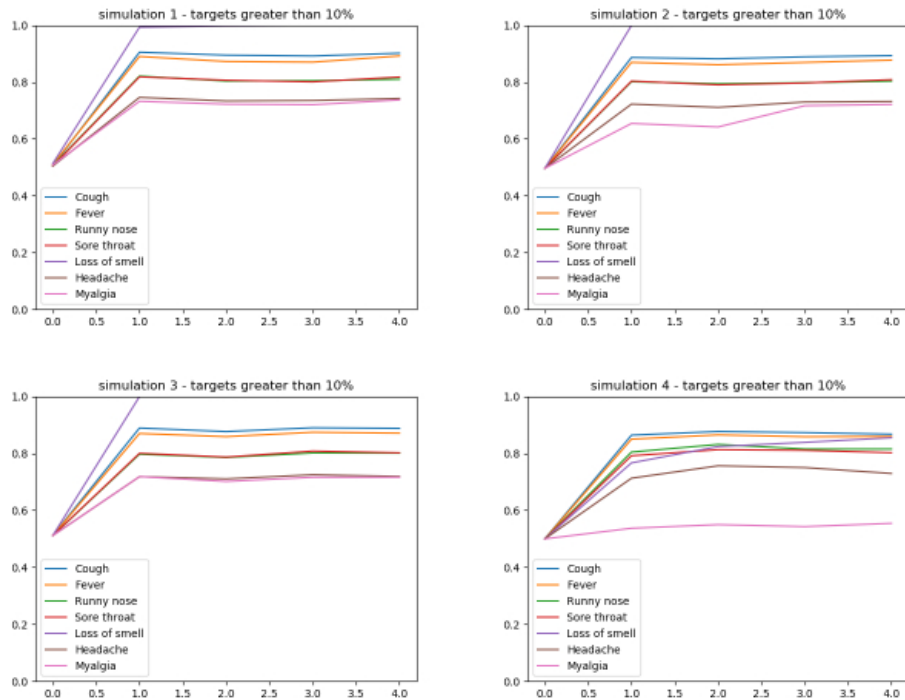 simulation 1 - targets greater than 10%
1.0
0.8
0.6
0.4
0.2
0.0
Cough
Fever
Runny nose
Sore throat
Loss of smell
Headache
Myalgia
0.0 0.5 1.0 1.5 2.0 2.5 3.0 3.5 4.0
simulation 2 - targets greater than 10%
1.0
0.8
0.6
0.4
0.2
0.0
Cough
Fever
Runny nose
Sore throat
Loss of smell
Headache
Myalgia
0.0 0.5 1.0 1.5 2.0 2.5 3.0 3.5 4.0
simulation 3 - targets greater than 10%
1.0
0.8
0.6
0.4
0.2
0.0
Cough
Fever
Runny nose
Sore throat
Loss of smell
Headache
Myalgia
0.0 0.5 1.0 1.5 2.0 2.5 3.0 3.5 4.0
simulation 4 - targets greater than 10%
1.0
0.8
0.6
0.4
0.2
0.0
Cough
Fever
Runny nose
Sore throat
Loss of smell
Headache
Myalgia
0.0 0.5 1.0 1.5 2.0 2.5 3.0 3.5 4.0